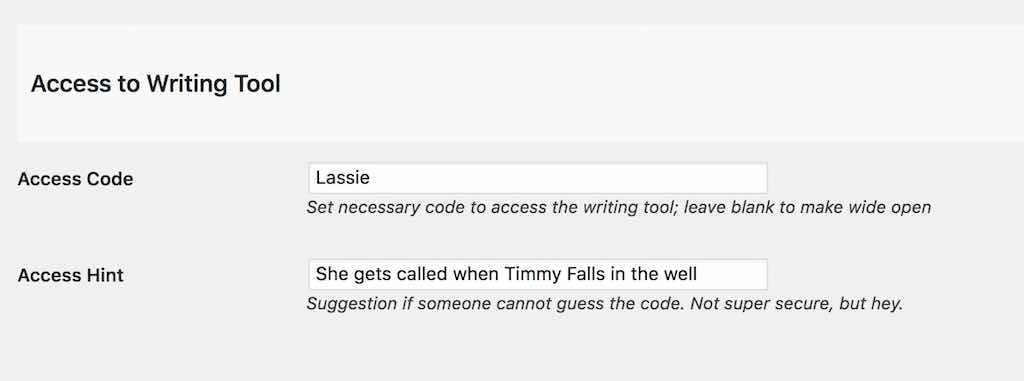 Access to Writing Tool
Access Code
Lassie
Set necessary code to access the writing tool; leave blank to make wide open
Access Hint
She gets called when Timmy Falls in the well
Suggestion if someone cannot guess the code. Not super secure, but hey.